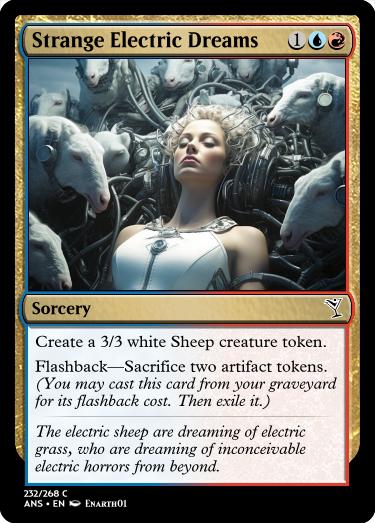 Strange Electric Dreams 1
Sorcery
Create a 3/3 white Sheep creature token.
Flashback—Sacrifice two artifact tokens.
(You may cast this card from your graveyard
for its flashback cost. Then exile it.)
The electric sheep are dreaming of electric
grass, who are dreaming of inconceivable
electric horrors from beyond.
232/268 C
ANS • EN Enarth01